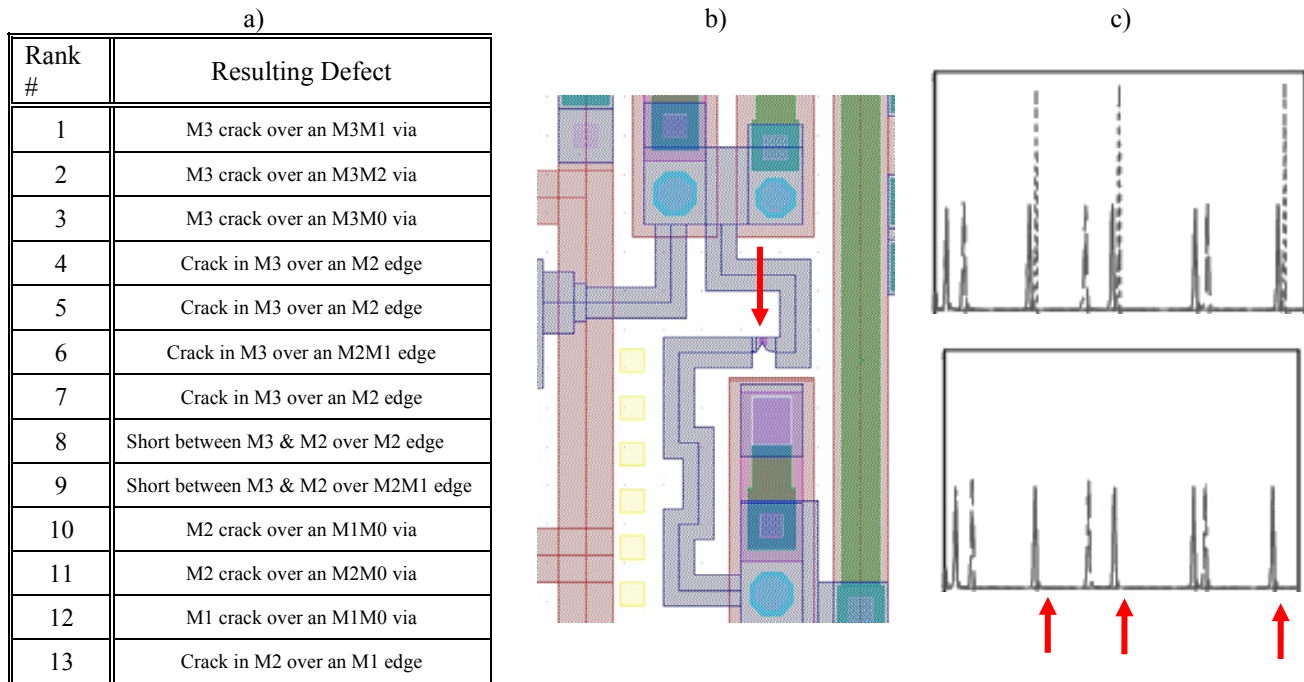 a)
b)
c)
Rank
#
Resulting Defect
1
M3 crack over an M3M1 via
2
M3 crack over an M3M2 via
3
M3 crack over an M3M0 via
4
Crack in M3 over an M2 edge
5
Crack in M3 over an M2 edge
6
Crack in M3 over an M2M1 edge
7
Crack in M3 over an M2 edge
8
Short between M3 & M2 over M2 edge
9
Short between M3 & M2 over M2M1 edge
10
M2 crack over an M1M0 via
11
M2 crack over an M2M0 via
12
M1 crack over an M1M0 via
13
Crack in M2 over an M1 edge